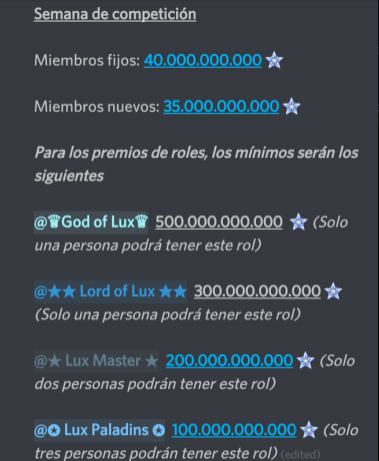 Semana de competición
Miembros fijos: 40.000.000.000
Miembros nuevos: 35.000.000.000
Para los premios de roles, los mínimos serán los
siguientes
@♛God of Lux♛ 500.000.000.000 (Solo
una persona podrá tener este rol)
@★★ Lord of Lux ★★ 300.000.000.000
(Solo una persona podrá tener este rol)
@★ Lux Master ★ 200.000.000.000 (Solo
dos personas podrán tener este rol)
@✪ Lux Paladins ✪ 100.000.000.000 (Solo
tres personas podrán tener este rol) (edited)